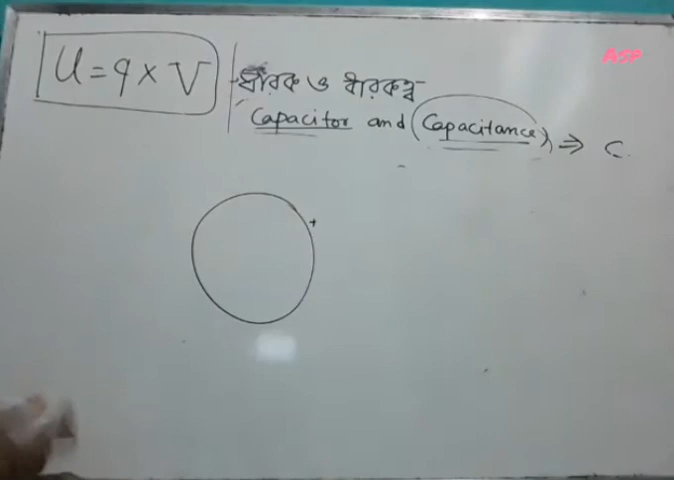 U = q × V
ধারক ও ধারকত্ব
Capacitor and (Capacitance) ⇒ C
+
ASP